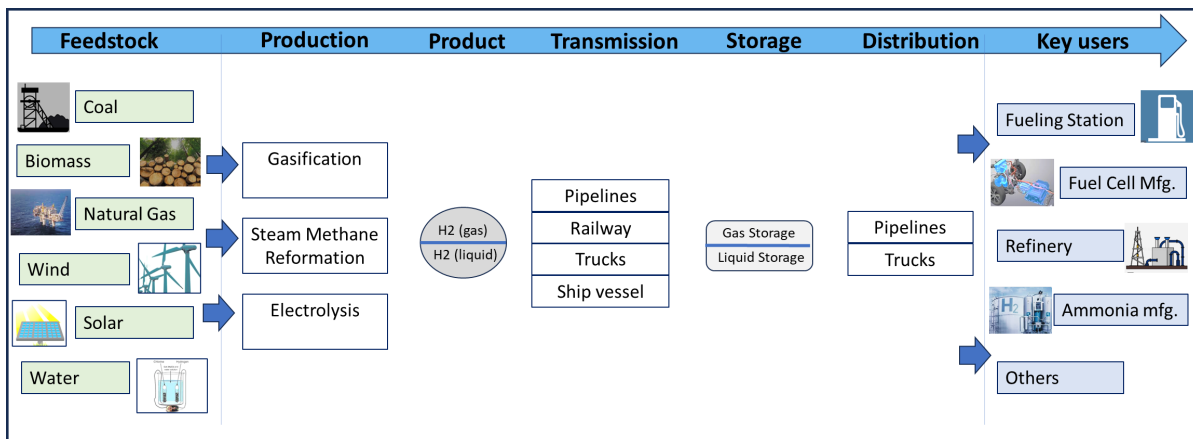 Feedstock
Production
Product
Transmission
Storage
Distribution
Key users
Coal
Biomass
Natural Gas
Wind
Solar
Water
Gasification
Steam Methane
Reformation
Electrolysis
H2 (gas)
H2 (liquid)
Pipelines
Railway
Trucks
Ship vessel
Gas Storage
Liquid Storage
Pipelines
Trucks
Fueling Station
Fuel Cell Mfg.
Refinery
H2
Ammonia mfg.
Others